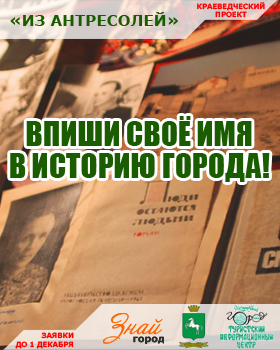 «ИЗ АНТРЕСОЛЕЙ»
КРАЕВЕДЧЕСКИЙ
ПРОЕКТ
ВПИШИ СВОЁ ИМЯ
В ИСТОРИЮ ГОРОДА!
ЛЮДИ
ОСТАЮТСЯ
ЛЮДЬМИ
ЗАЯВКИ
ДО 1 ДЕКАБРЯ
Знай
город
ГОРОД
ТУРИСТСКИЙ
ИНФОРМАЦИОННЫЙ
ЦЕНТР